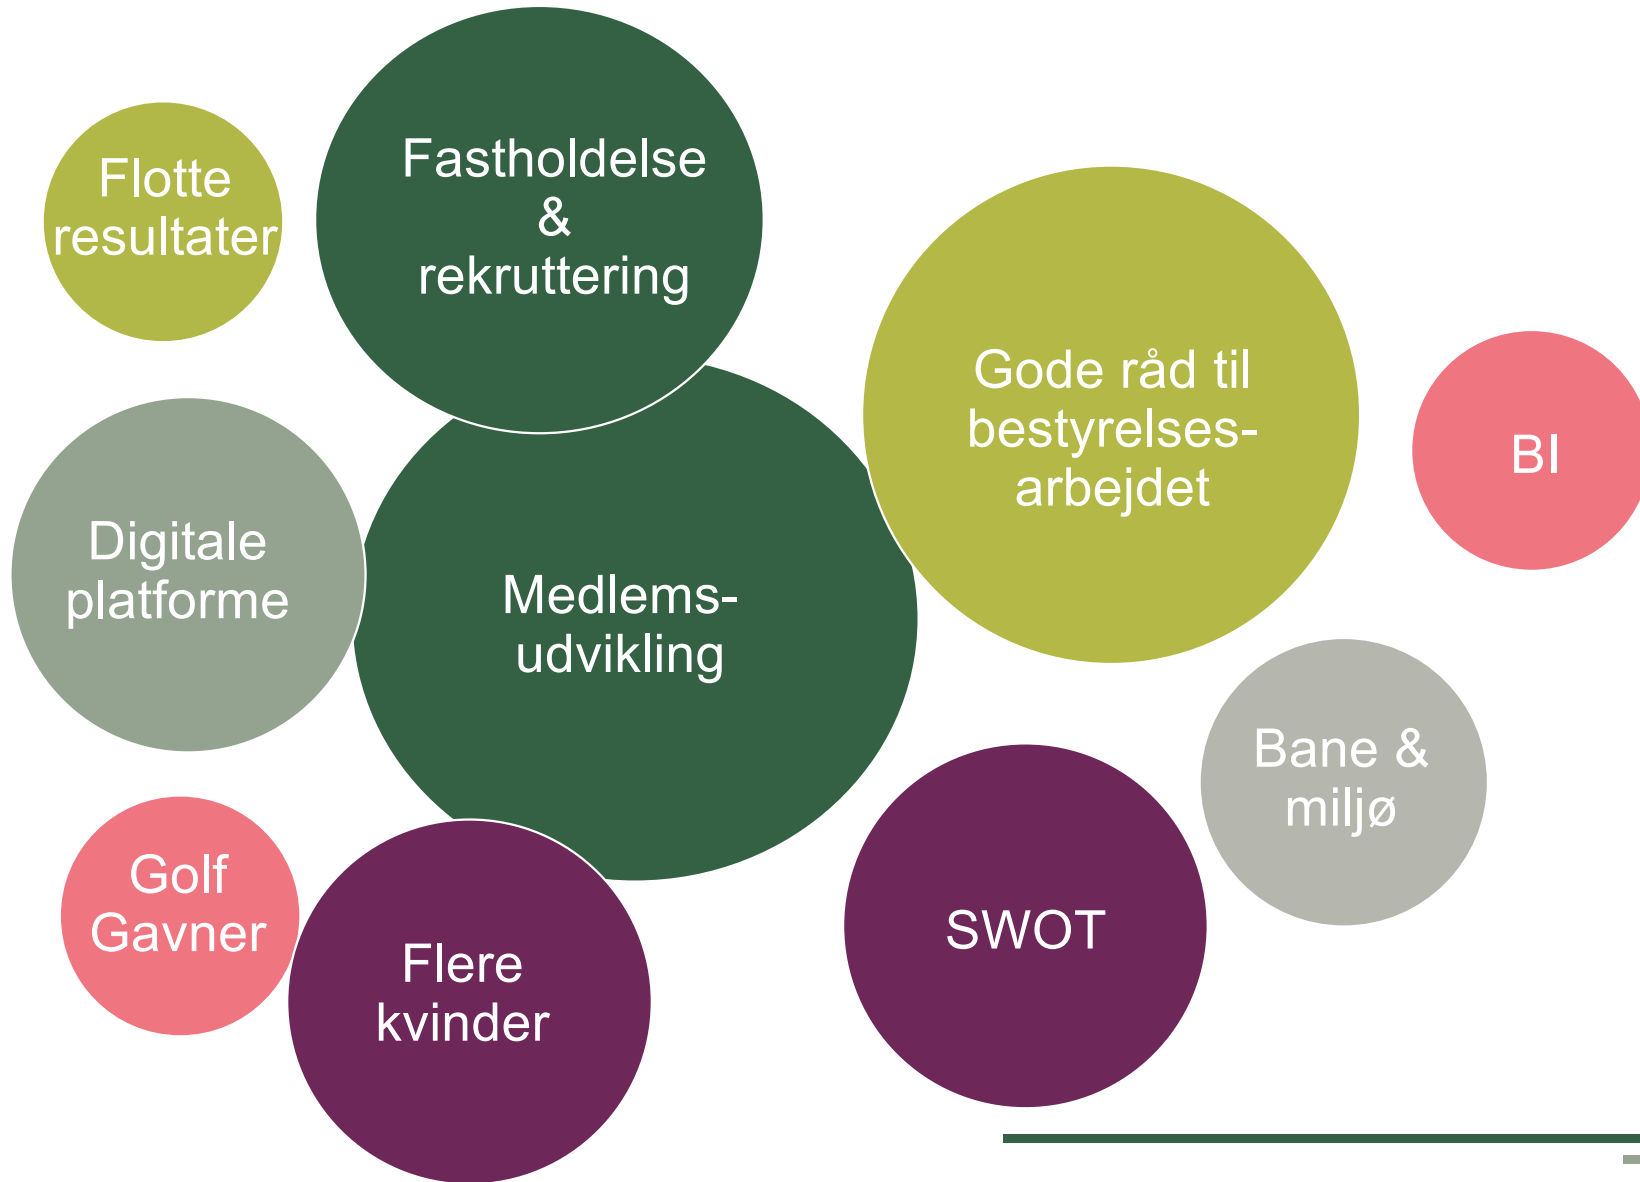 Flotte
resultater
Fastholdelse
&
rekruttering
Gode råd til
bestyrelses-
arbejdet
BI
Digitale
platforme
Medlems-
udvikling
Bane &
miljø
Golf
Gavner
Flere
kvinder
SWOT